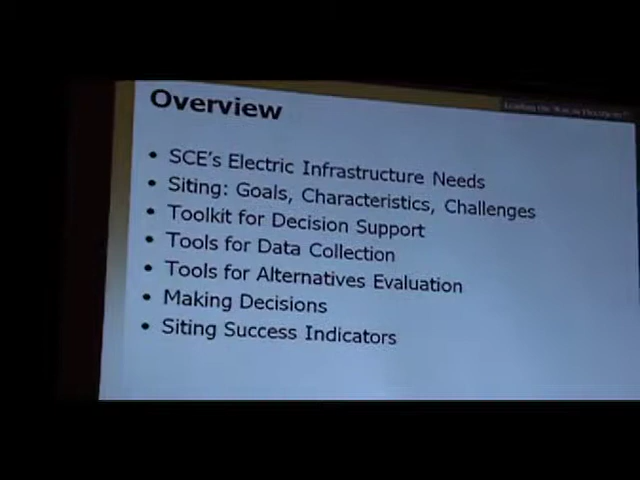 Overview
• SCE's Electric Infrastructure Needs
• Siting: Goals, Characteristics, Challenges
• Toolkit for Decision Support
• Tools for Data Collection
• Tools for Alternatives Evaluation
• Making Decisions
• Siting Success Indicators